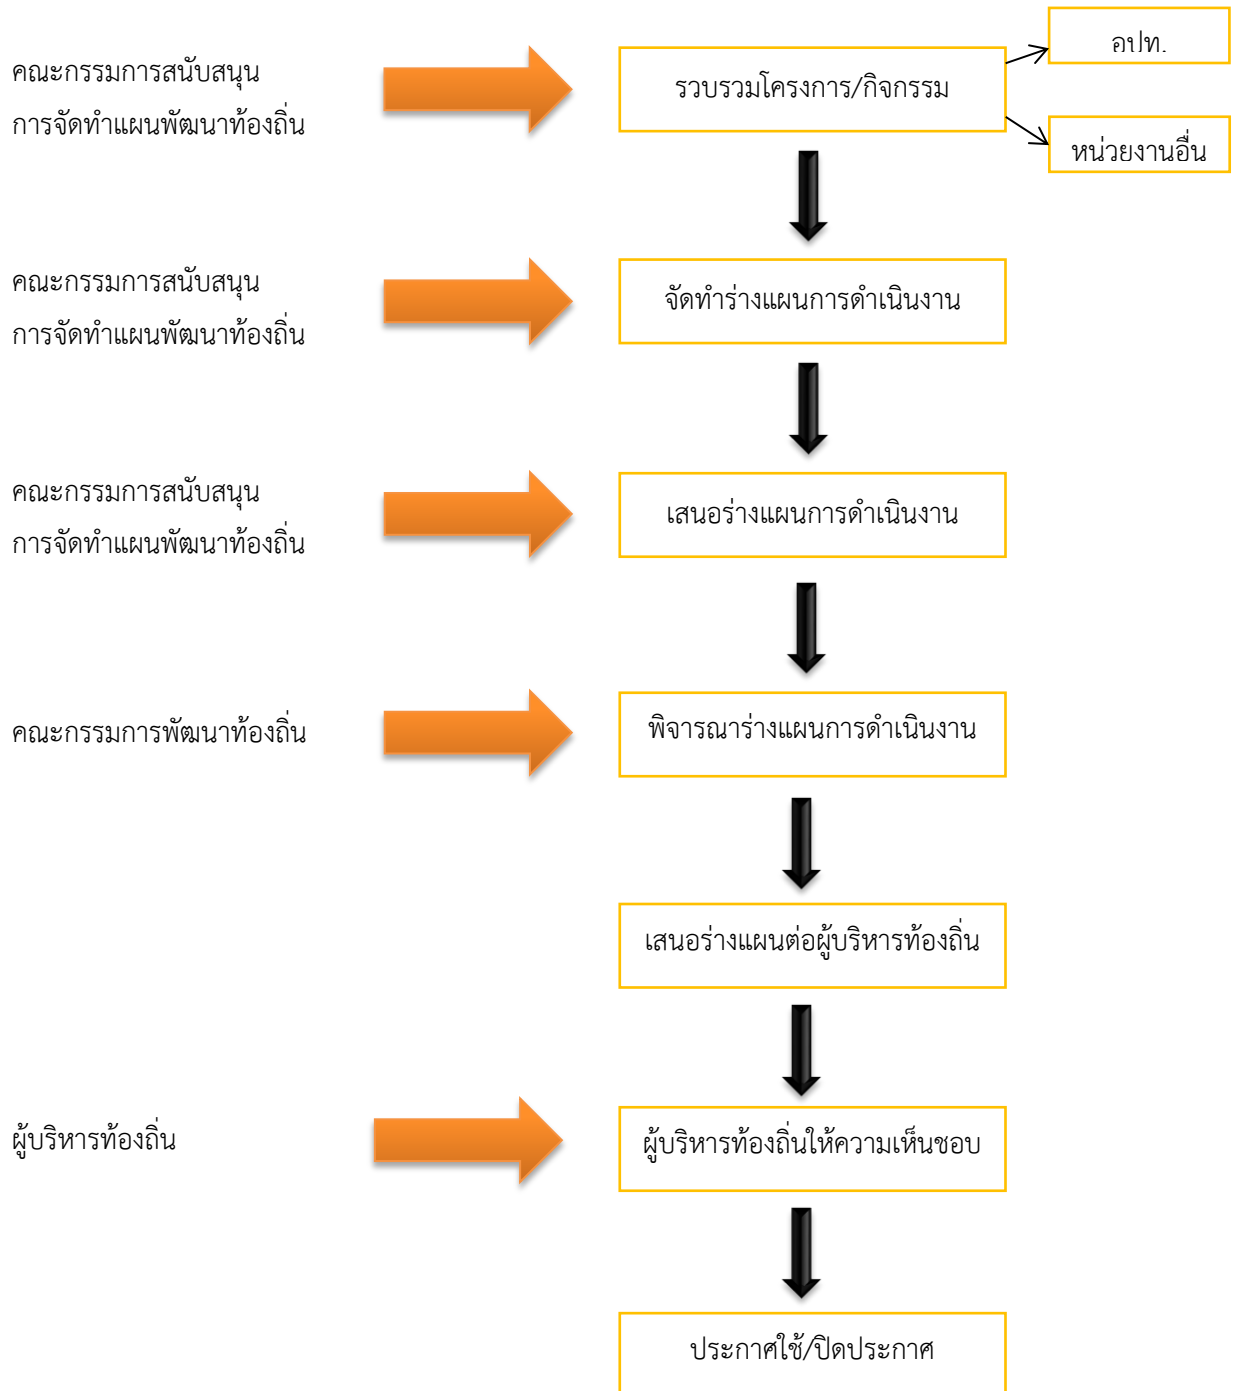 อปท.
คณะกรรมการสนับสนุน
การจัดทำแผนพัฒนาท้องถิ่น
รวบรวมโครงการ/กิจกรรม
หน่วยงานอื่น
คณะกรรมการสนับสนุน
การจัดทำแผนพัฒนาท้องถิ่น
จัดทำร่างแผนการดำเนินงาน
คณะกรรมการสนับสนุน
การจัดทำแผนพัฒนาท้องถิ่น
เสนอร่างแผนการดำเนินงาน
คณะกรรมการพัฒนาท้องถิ่น
พิจารณาร่างแผนการดำเนินงาน
เสนอร่างแผนต่อผู้บริหารท้องถิ่น
ผู้บริหารท้องถิ่น
ผู้บริหารท้องถิ่นให้ความเห็นชอบ
ประกาศใช้/ปิดประกาศ